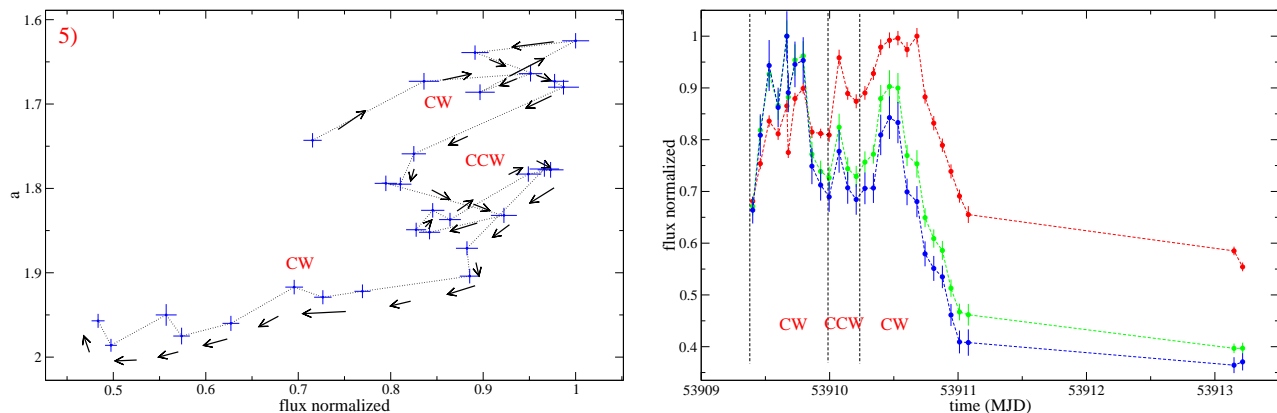 5)
1.6
1.7
1.8
1.9
2
a
CW
CCW
CW
0.5 0.6 0.7 0.8 0.9 1
flux normalized
1
0.9
0.8
0.7
0.6
0.5
0.4
flux normalized
CW CCW CW
53909 53910 53911 53912 53913
time (MJD)